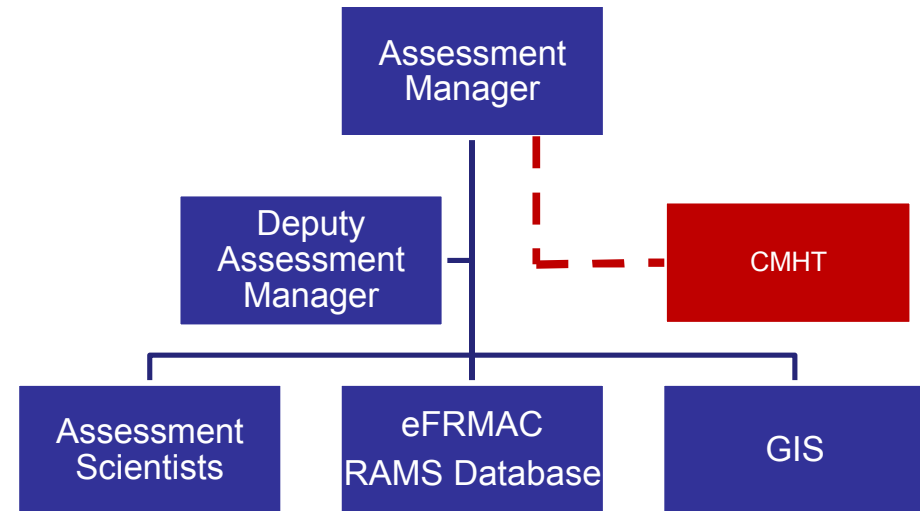 Assessment
Manager
Deputy
Assessment
Manager
CMHT
Assessment
Scientists
eFRMAC
RAMS Database
GIS